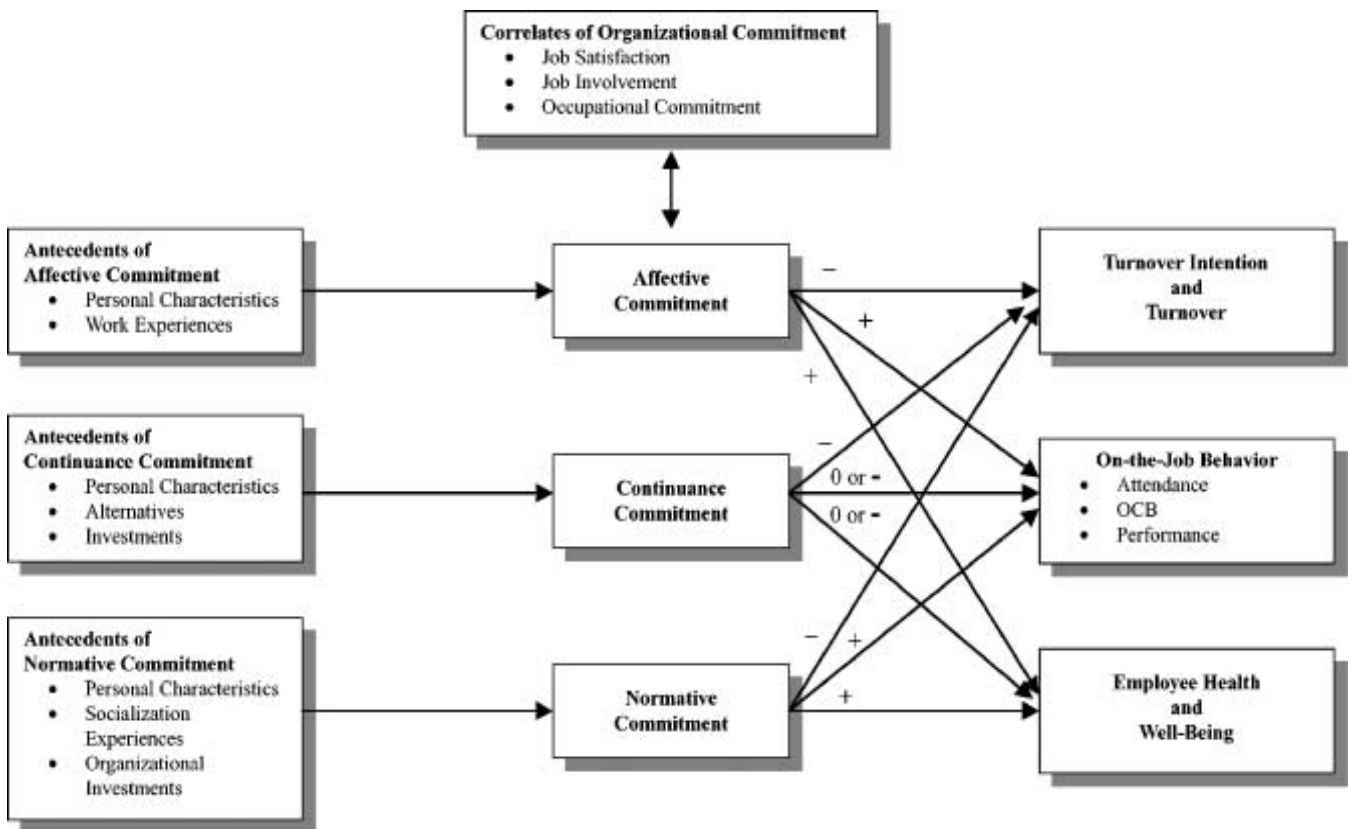 Correlates of Organizational Commitment
• Job Satisfaction
• Job Involvement
• Occupational Commitment
Antecedents of
Affective Commitment
• Personal Characteristics
• Work Experiences
Affective
Commitment
−
+
+
Turnover Intention
and
Turnover
Antecedents of
Continuance Commitment
• Personal Characteristics
• Alternatives
• Investments
Continuance
Commitment
−
0 or -
0 or -
On-the-Job Behavior
• Attendance
• OCB
• Performance
Antecedents of
Normative Commitment
• Personal Characteristics
• Socialization
Experiences
• Organizational
Investments
Normative
Commitment
−
+
+
Employee Health
and
Well-Being